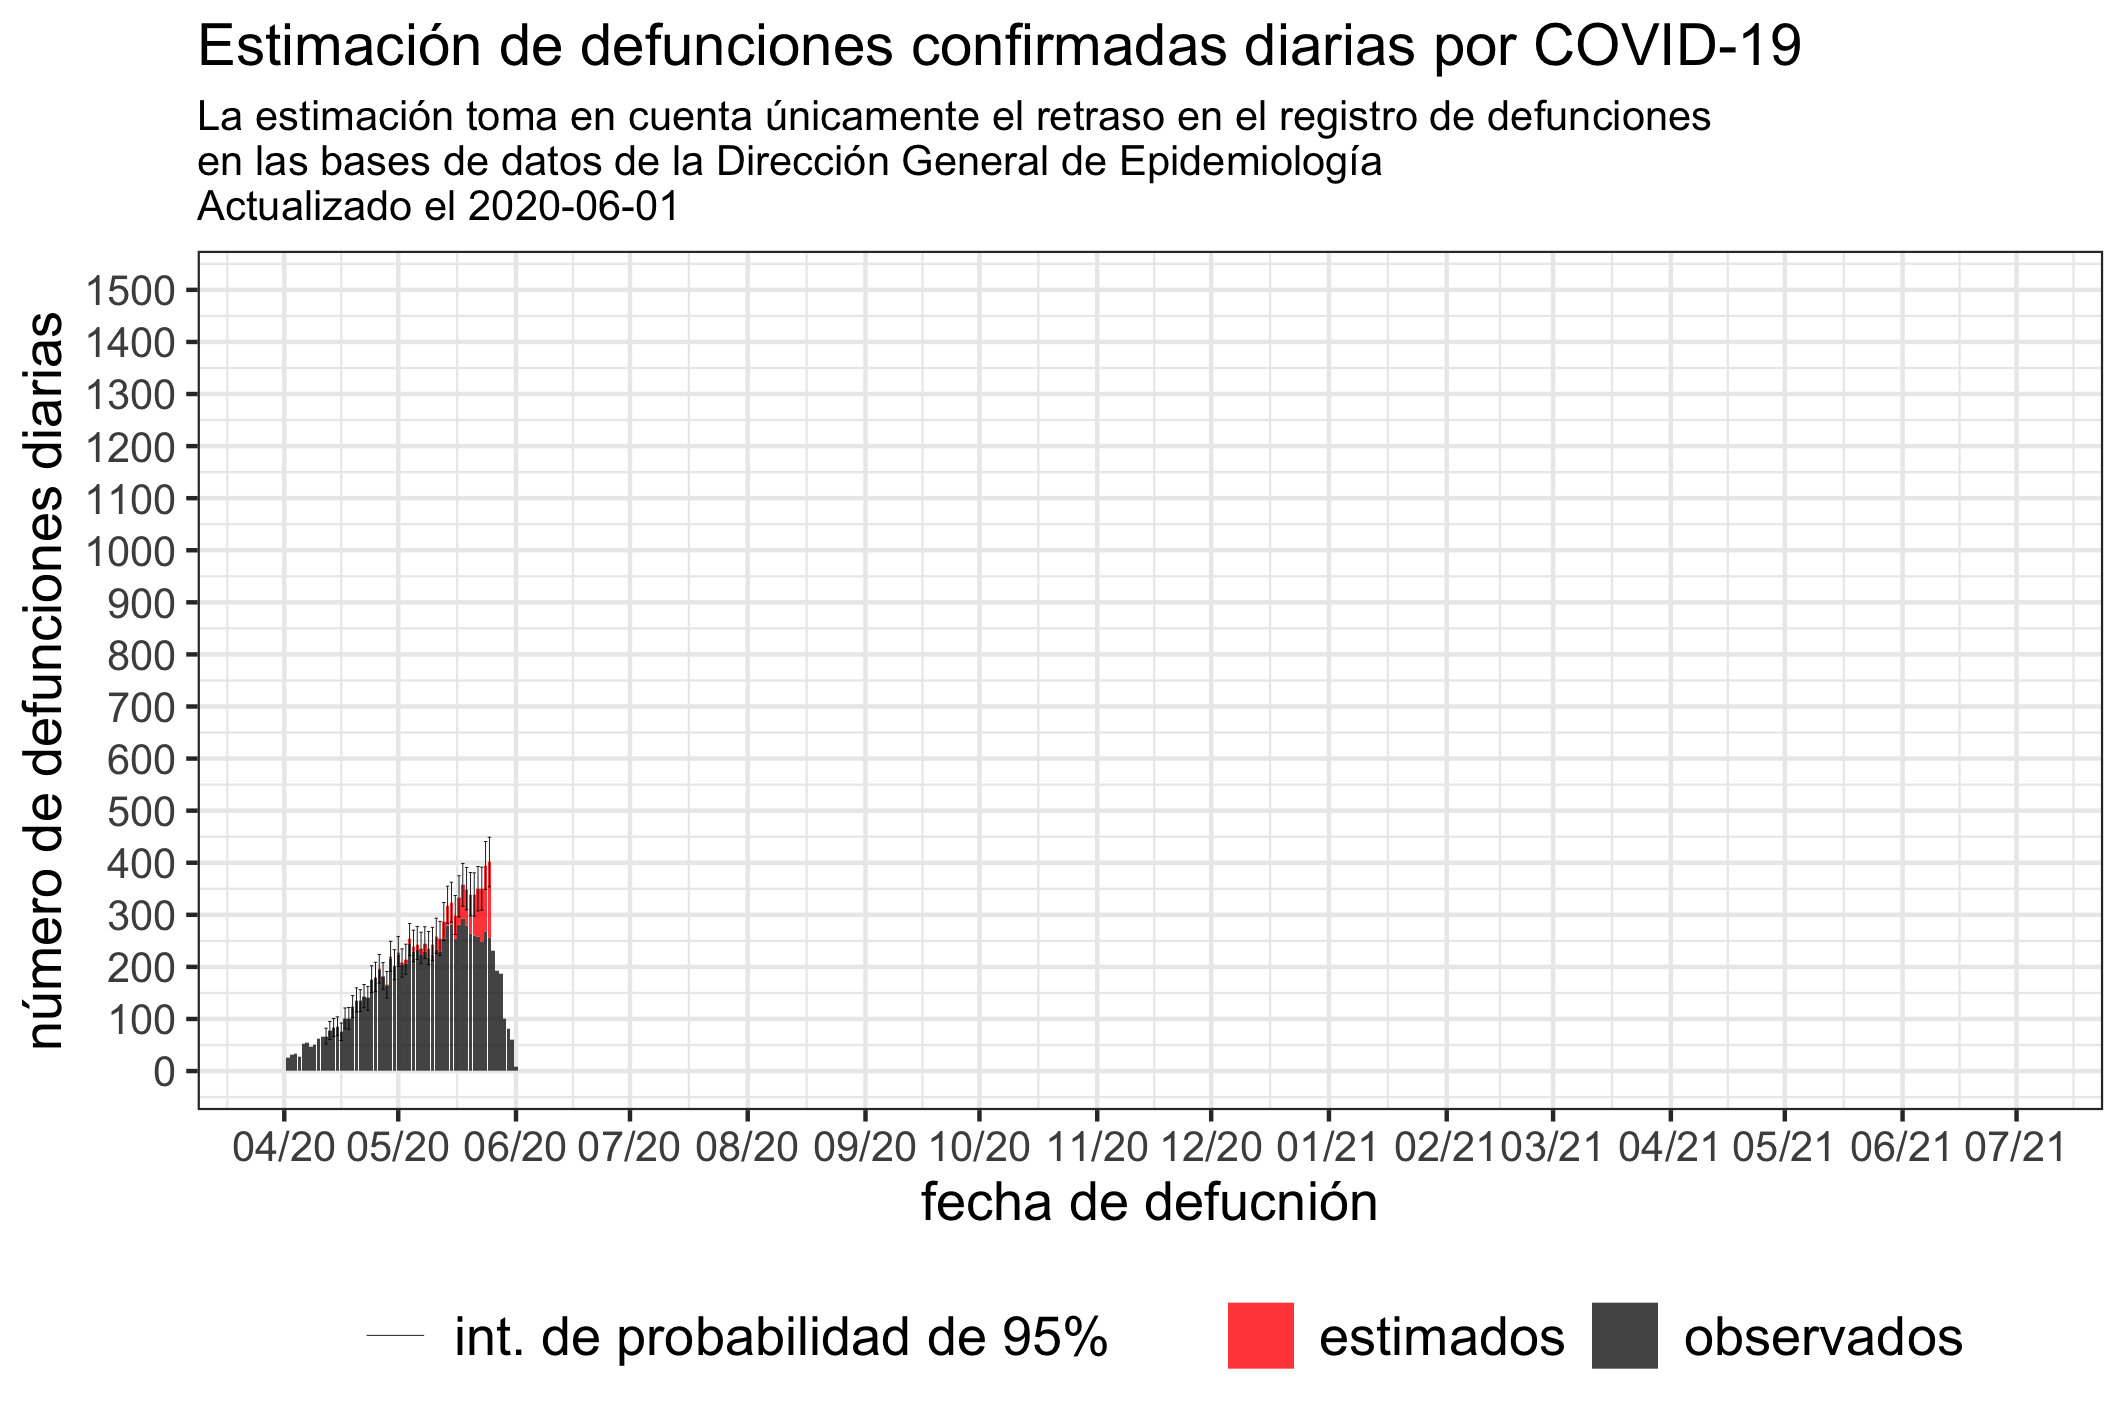 Estimación de defunciones confirmadas diarias por COVID-19
La estimación toma en cuenta únicamente el retraso en el registro de defunciones
en las bases de datos de la Dirección General de Epidemiología
Actualizado el 2020-06-01
número de defunciones diarias
1500
1400
1300
1200
1100
1000
900
800
700
600
500
400
300
200
100
0
04/20 05/20 06/20 07/20 08/20 09/20 10/20 11/20 12/20 01/21 02/21 03/21 04/21 05/21 06/21 07/21
fecha de defucnión
int. de probabilidad de 95% estimados observados